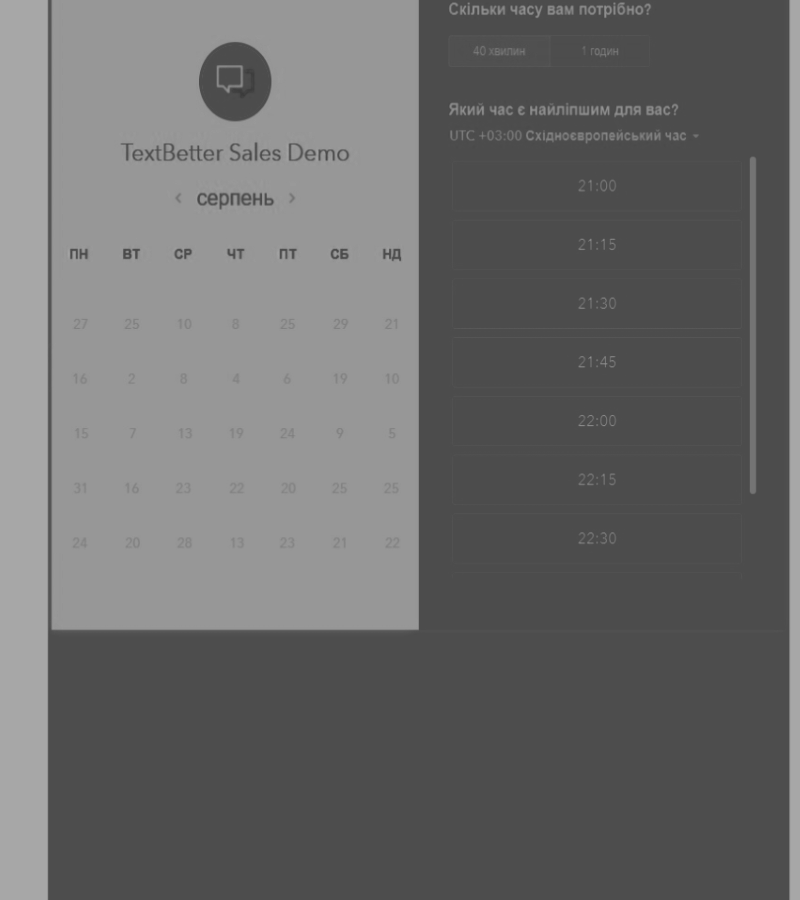 TextBetter Sales Demo
серпень
ПН ВТ СР ЧТ ПТ СБ НД
27 25 10 8 25 29 21
16 2 8 4 6 19 10
15 7 13 19 24 9 5
31 16 23 22 20 25 25
24 20 28 13 23 21 22
Скільки часу вам потрібно?
40 хвилин 1 годин
Який час є найліпшим для вас?
UTC +03:00 Східноєвропейський час
21:00
21:15
21:30
21:45
22:00
22:15
22:30